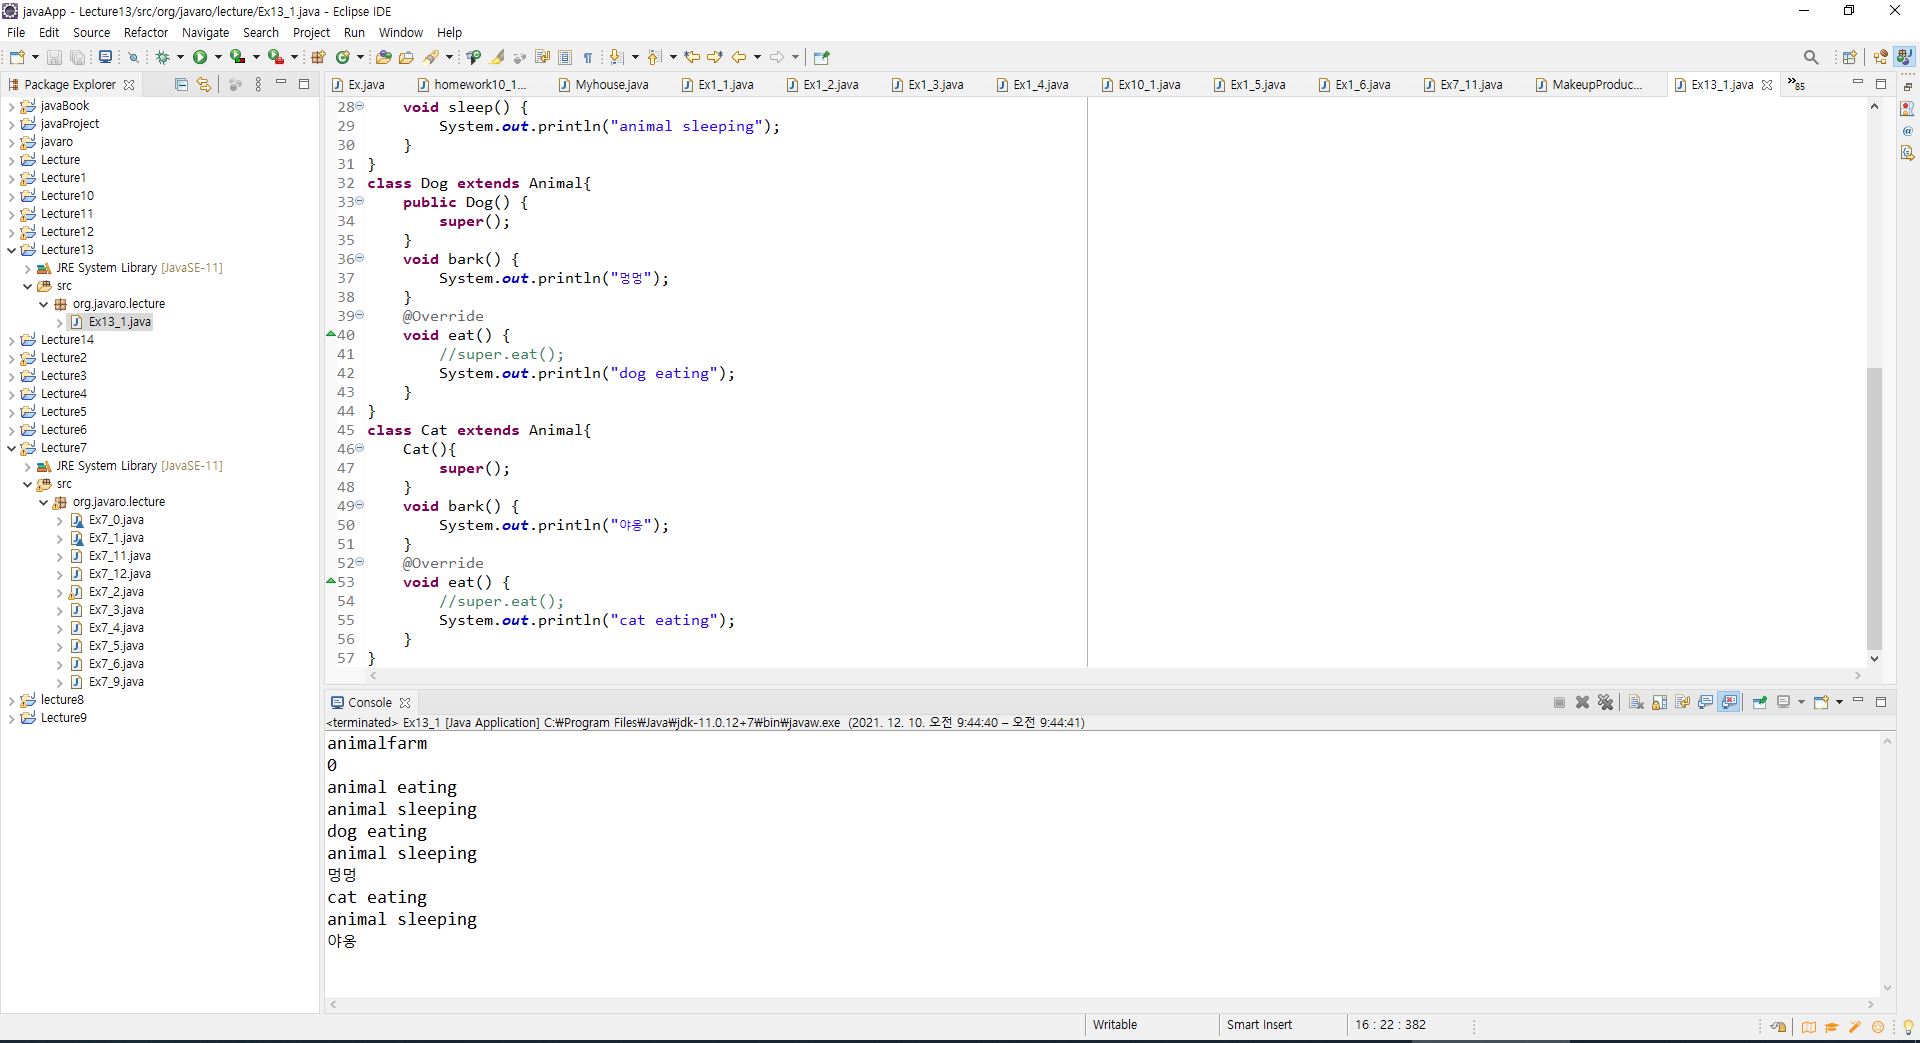 javaApp - Lecture13/src/org/javaro/lecture/Ex13_1.java - Eclipse IDE
File Edit Source Refactor Navigate Search Project Run Window Help
Package Explorer
javaBook
javaProject
javaro
Lecture
Lecture1
Lecture10
Lecture11
Lecture12
Lecture13
JRE System Library [JavaSE-11]
src
org.javaro.lecture
Ex13_1.java
Lecture14
Lecture2
Lecture3
Lecture4
Lecture5
Lecture6
Lecture7
JRE System Library [JavaSE-11]
src
org.javaro.lecture
Ex7_0.java
Ex7_1.java
Ex7_11.java
Ex7_12.java
Ex7_2.java
Ex7_3.java
Ex7_4.java
Ex7_5.java
Ex7_6.java
Ex7_9.java
lecture8
Lecture9
Ex.java homework10_1... Myhouse.java Ex1_1.java Ex1_2.java Ex1_3.java Ex1_4.java Ex10_1.java Ex1_5.java Ex1_6.java Ex7_11.java MakeupProduc... Ex13_1.java »85
28 void sleep() {
29 System.out.println("animal sleeping");
30 }
31 }
32 class Dog extends Animal{
33 public Dog() {
34 super();
35 }
36 void bark() {
37 System.out.println("멍멍");
38 }
39 @Override
40 void eat() {
41 //super.eat();
42 System.out.println("dog eating");
43 }
44 }
45 class Cat extends Animal{
46 Cat(){
47 super();
48 }
49 void bark() {
50 System.out.println("야옹");
51 }
52 @Override
53 void eat() {
54 //super.eat();
55 System.out.println("cat eating");
56 }
57 }
Console
<terminated> Ex13_1 [Java Application] C:₩Program Files₩Java₩jdk-11.0.12+7₩bin₩javaw.exe (2021. 12. 10. 오전 9:44:40 – 오전 9:44:41)
animalfarm
0
animal eating
animal sleeping
dog eating
animal sleeping
멍멍
cat eating
animal sleeping
야옹
Writable Smart Insert 16 : 22 : 382